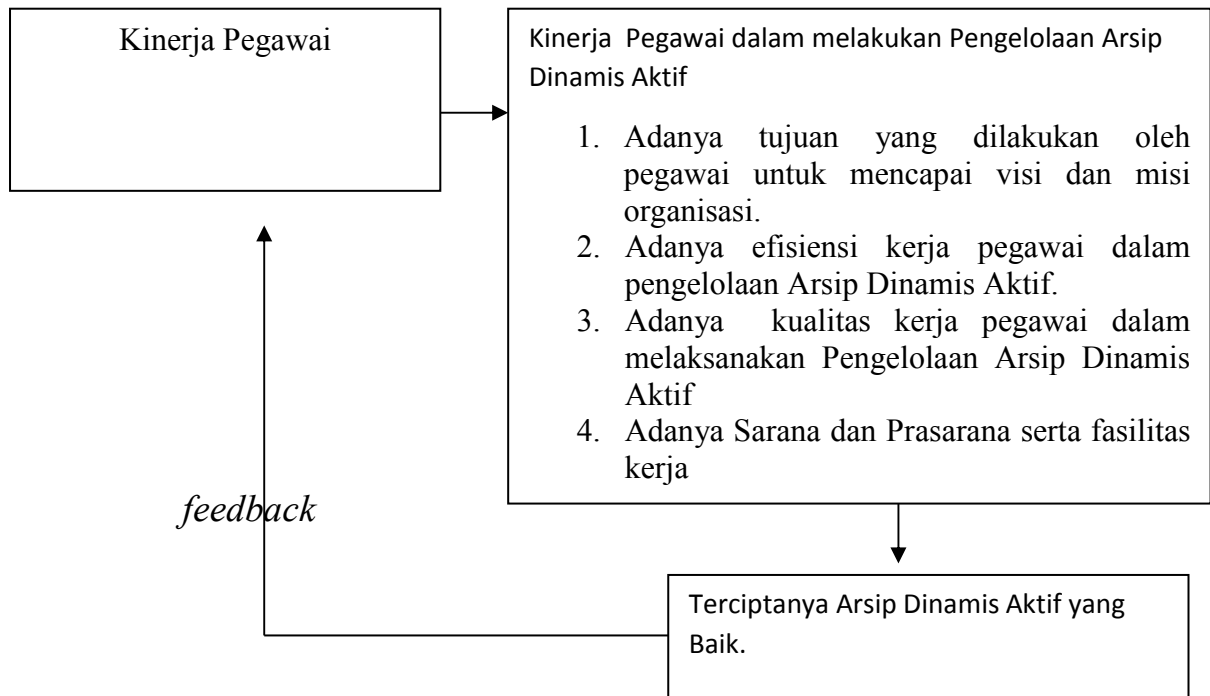 Kinerja Pegawai
Kinerja Pegawai dalam melakukan Pengelolaan Arsip
Dinamis Aktif
1. Adanya tujuan yang dilakukan oleh
pegawai untuk mencapai visi dan misi
organisasi.
2. Adanya efisiensi kerja pegawai dalam
pengelolaan Arsip Dinamis Aktif.
3. Adanya kualitas kerja pegawai dalam
melaksanakan Pengelolaan Arsip Dinamis
Aktif
4. Adanya Sarana dan Prasarana serta fasilitas
kerja
feedback
Terciptanya Arsip Dinamis Aktif yang
Baik.